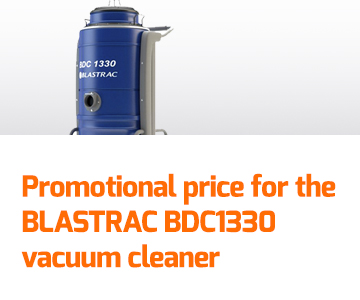 BDC 1330
BLASTRAC
Promotional price for the
BLASTRAC BDC1330
vacuum cleaner